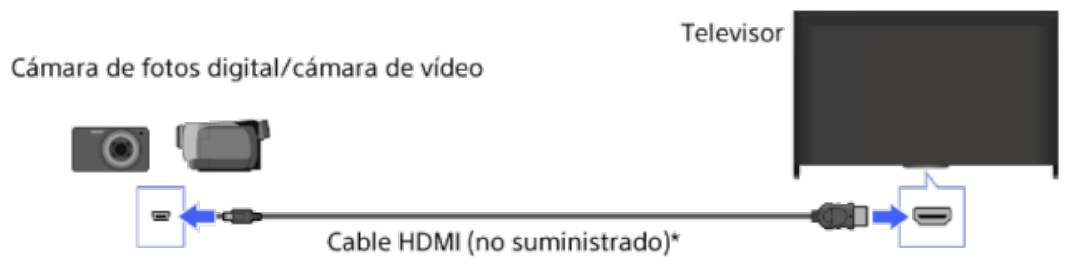 Televisor
Cámara de fotos digital/cámara de vídeo
Cable HDMI (no suministrado)*